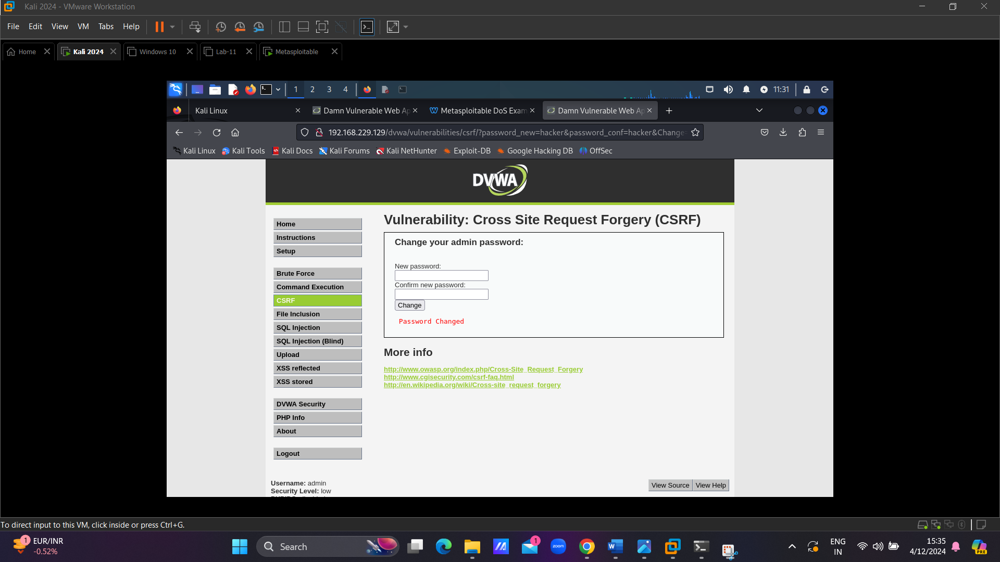 Kali 2024 - VMware Workstation
File Edit View VM Tabs Help
Home Kali 2024 Windows 10 Lab-11 Metasploitable
1 2 3 4 11:31
Kali Linux Damn Vulnerable Web Ap Metasploitable DoS Exam Damn Vulnerable Web Ap
192.168.229.129/dvwa/vulnerabilities/csrf/?password_new=hacker&password_conf=hacker&Change=
Kali Linux Kali Tools Kali Docs Kali Forums Kali NetHunter Exploit-DB Google Hacking DB OffSec
DVWA
Vulnerability: Cross Site Request Forgery (CSRF)
Change your admin password:
New password:
Confirm new password:
Change
Password Changed
More info
http://www.owasp.org/index.php/Cross-Site_Request_Forgery
http://www.cgisecurity.com/csrf-faq.html
http://en.wikipedia.org/wiki/Cross-site_request_forgery
Home
Instructions
Setup
Brute Force
Command Execution
CSRF
File Inclusion
SQL Injection
SQL Injection (Blind)
Upload
XSS reflected
XSS stored
DVWA Security
PHP Info
About
Logout
Username: admin
Security Level: low
View Source View Help
To direct input to this VM, click inside or press Ctrl+G.
1 EUR/INR
-0.52%
Search
1
zoom
ENG
IN
15:35
4/12/2024
PRE